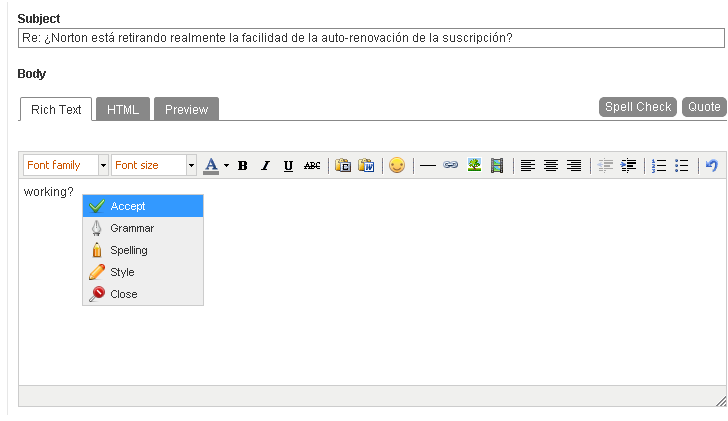 Subject
Re: ¿Norton está retirando realmente la facilidad de la auto-renovación de la suscripción?
Body
Rich Text HTML Preview Spell Check Quote
Font family Font size A B I U ABC
working?
Accept
Grammar
Spelling
Style
Close